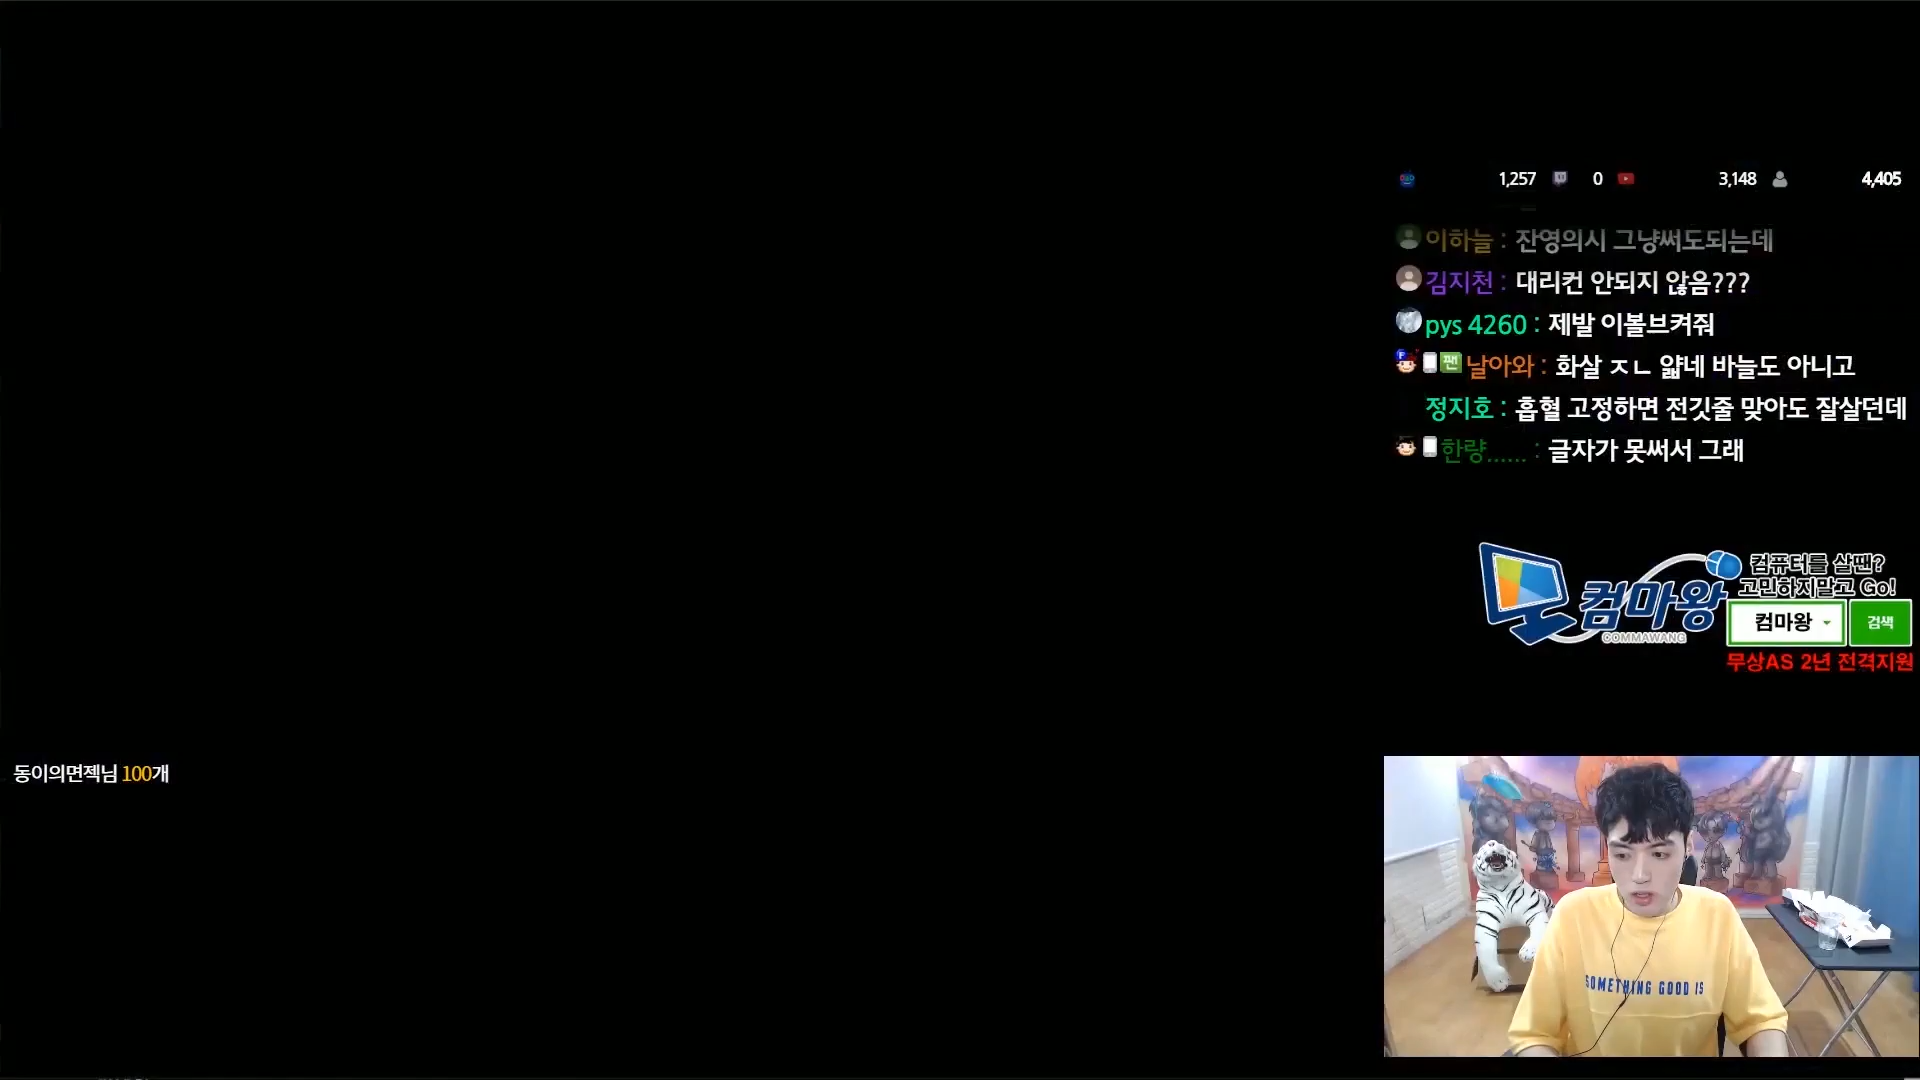 1,257 0 3,148 4,405
이하늘 : 잔영의시 그냥써도되는데
김지천 : 대리컨 안되지 않음???
pys 4260 : 제발 이볼브켜줘
F 팬 날아와 : 화살 ㅈㄴ 얇네 바늘도 아니고
정지호 : 흡혈 고정하면 전깃줄 맞아도 잘살던데
한량...... : 글자가 못써서 그래
컴마왕
COMMAWANG
컴퓨터를 살땐?
고민하지말고 Go!
컴마왕 검색
무상AS 2년 전격지원
동이의면젝님 100개
SOMETHING GOOD IS